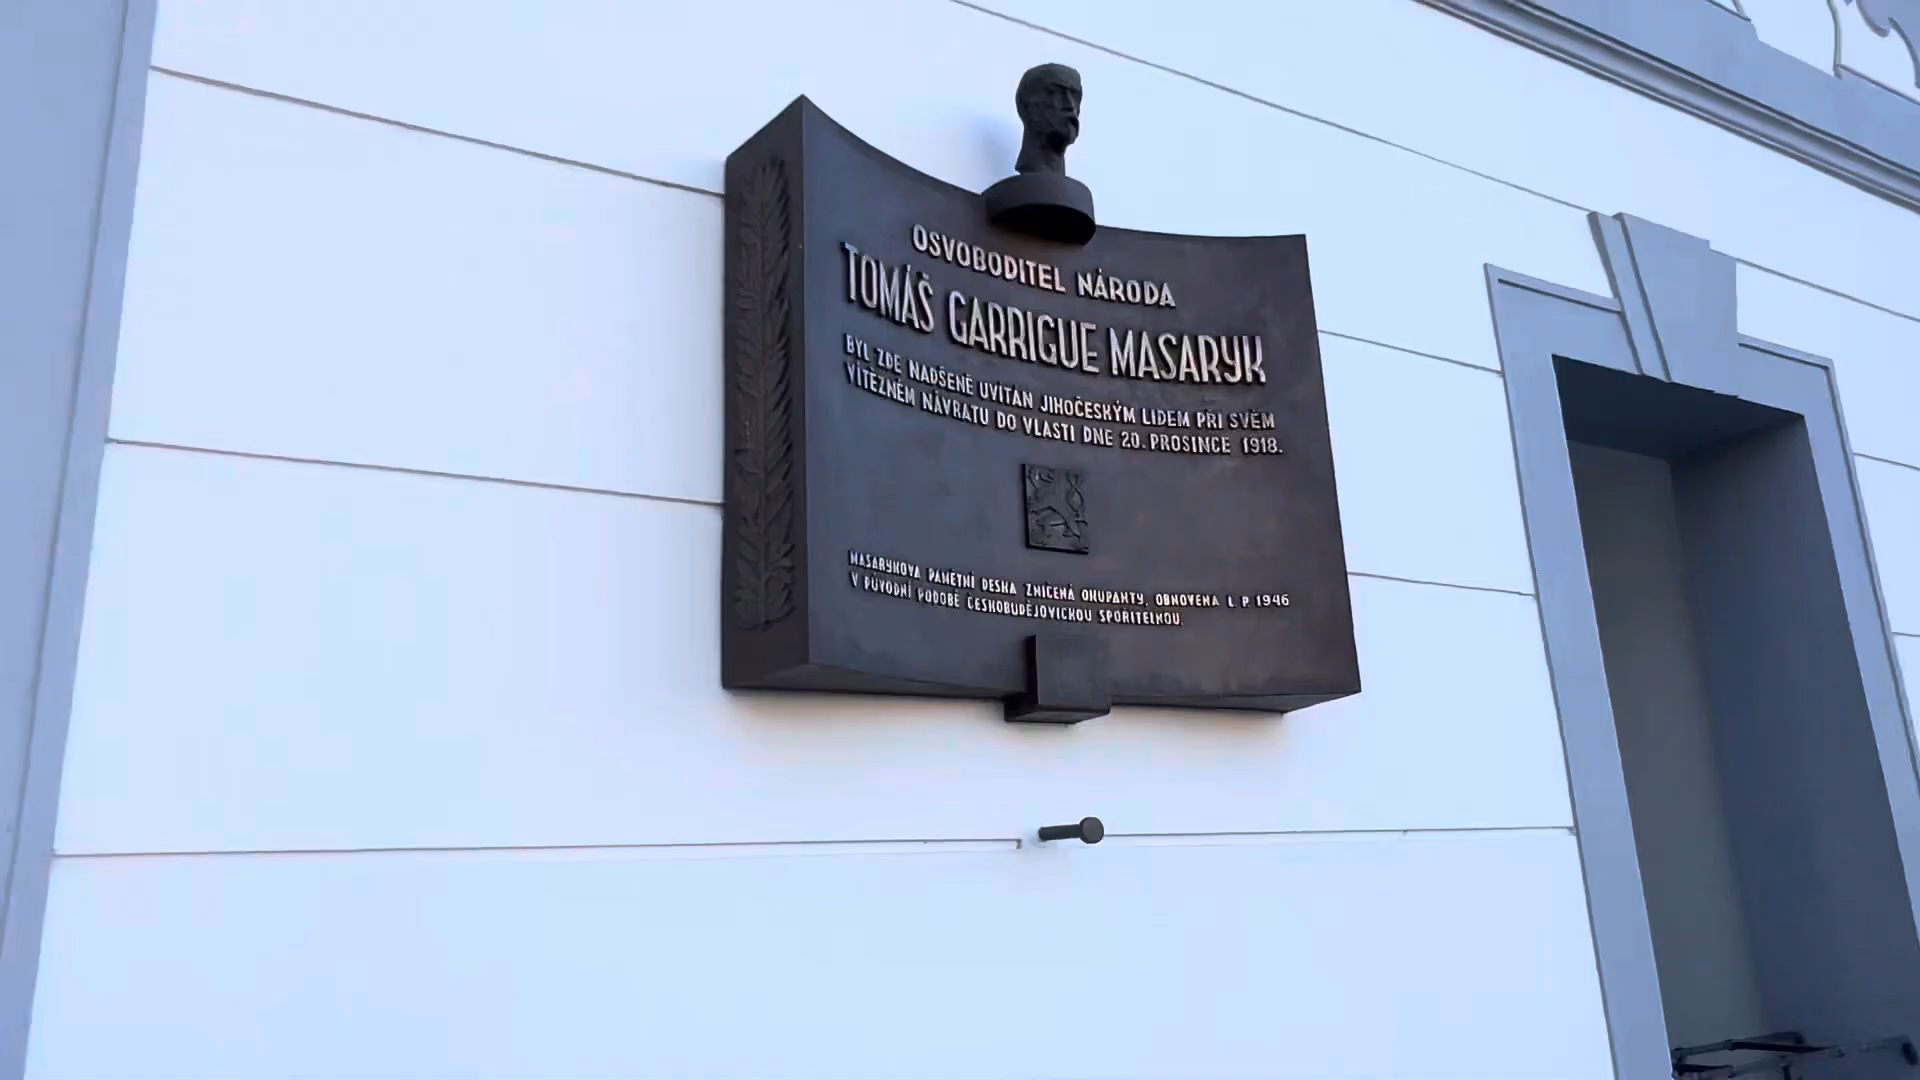 OSVOBODITEL NÁRODA
TOMÁŠ GARRIGUE MASARYK
BYL ZDE NADŠENĚ UVÍTÁN JIHOČESKÝM LIDEM PŘI SVÉM
VÍTĚZNÉM NÁVRATU DO VLASTI DNE 20. PROSINCE 1918.
MASARYKOVA PAMĚTNÍ DESKA ZNIČENÁ OKUPANTY, OBNOVENA L. P. 1946
V PŮVODNÍ PODOBĚ ČESKOBUDĚJOVICKOU SPOŘITELNOU.